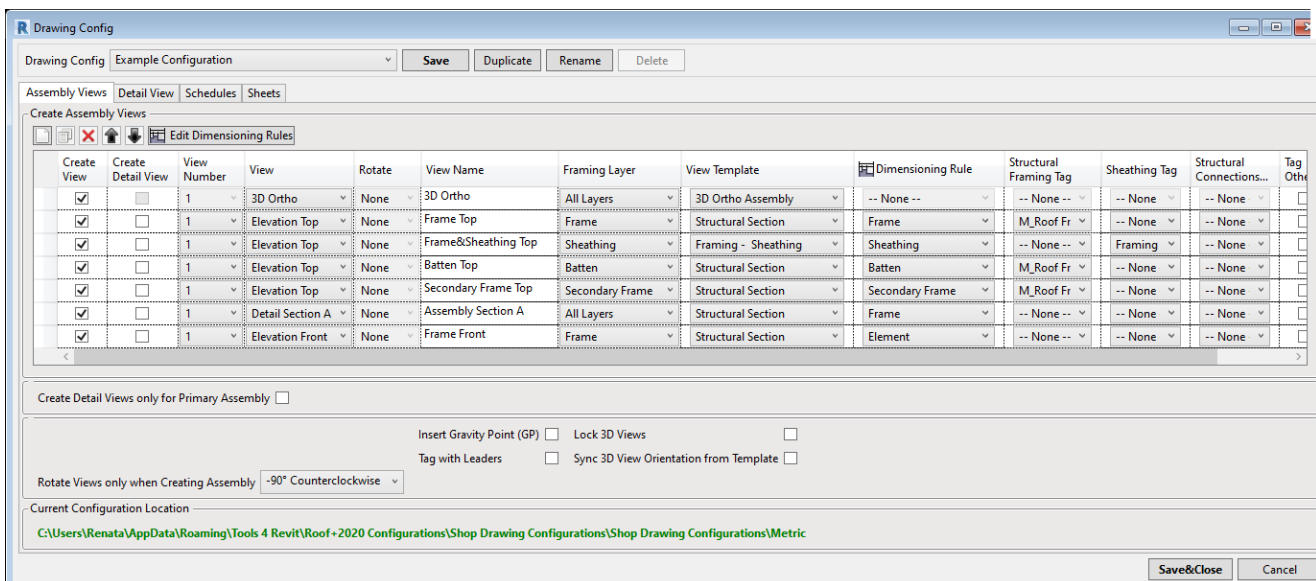 Drawing Config
Drawing Config Example Configuration Save Duplicate Rename Delete
Assembly Views Detail View Schedules Sheets
Create Assembly Views
Edit Dimensioning Rules
Create View Create Detail View View Number View Rotate View Name Framing Layer View Template Dimensioning Rule Structural Framing Tag Sheathing Tag Structural Connections... Tag Othe
1 3D Ortho None 3D Ortho All Layers 3D Ortho Assembly -- None -- -- None -- -- None -- None
1 Elevation Top None Frame Top Frame Structural Section Frame M_Roof Fr -- None -- None
1 Elevation Top None Frame&Sheathing Top Sheathing Framing - Sheathing Sheathing -- None -- Framing -- None
1 Elevation Top None Batten Top Batten Structural Section Batten M_Roof Fr -- None -- None
1 Elevation Top None Secondary Frame Top Secondary Frame Structural Section Secondary Frame M_Roof Fr -- None -- None
1 Detail Section A None Assembly Section A All Layers Structural Section Frame -- None -- -- None -- None
1 Elevation Front None Frame Front Frame Structural Section Element -- None -- -- None -- None
Create Detail Views only for Primary Assembly
Insert Gravity Point (GP) Lock 3D Views
Tag with Leaders Sync 3D View Orientation from Template
Rotate Views only when Creating Assembly -90° Counterclockwise
Current Configuration Location
C:\Users\Renata\AppData\Roaming\Tools 4 Revit\Roof+2020 Configurations\Shop Drawing Configurations\Shop Drawing Configurations\Metric
Save&Close Cancel